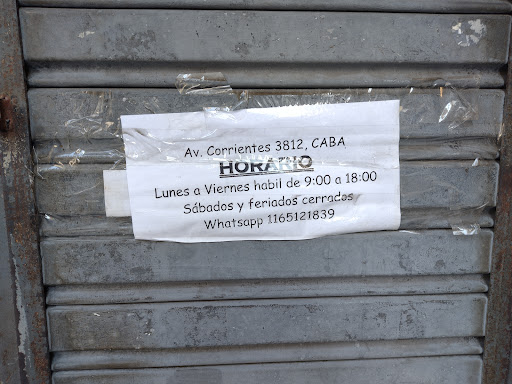 Av. Corrientes 3812, CABA
HORARIO
Lunes a Viernes habil de 9:00 a 18:00
Sábados y feriados cerrados
Whatsapp 1165121839